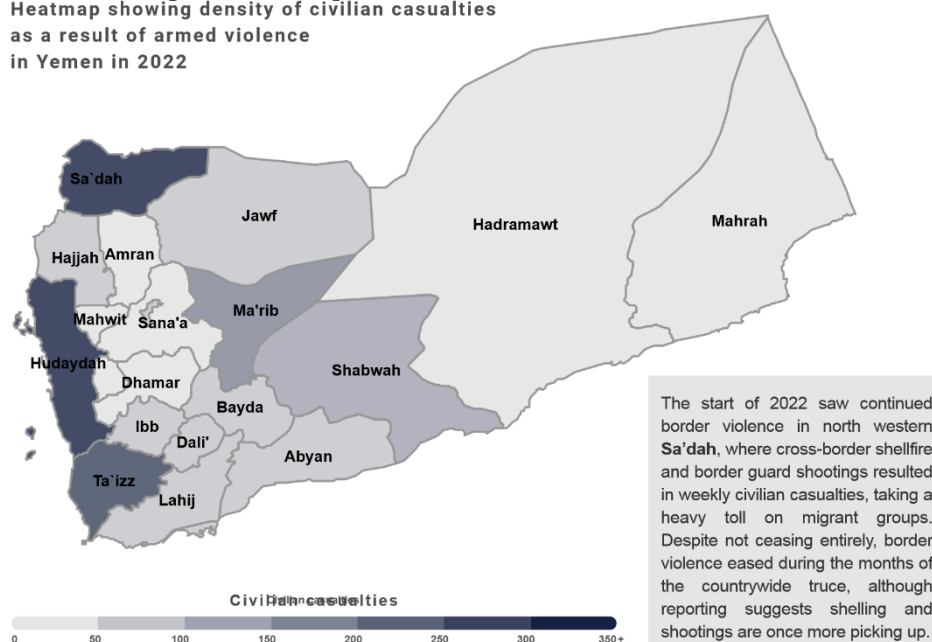 Heatmap showing density of civilian casualties
as a result of armed violence
in Yemen in 2022
Sa`dah
Jawf
Hadramawt
Mahrah
Hajjah
Amran
Ma'rib
Mahwit
Sana'a
Hudaydah
Shabwah
Dhamar
Bayda
Ibb
Dali'
Abyan
Ta`izz
Lahij
The start of 2022 saw continued
border violence in north western
Sa'dah, where cross-border shellfire
and border guard shootings resulted
in weekly civilian casualties, taking a
heavy toll on migrant groups.
Despite not ceasing entirely, border
violence eased during the months of
the countrywide truce, although
reporting suggests shelling and
shootings are once more picking up.
Civilian casualties
Civilian casualties
0 50 100 150 200 250 300 350+